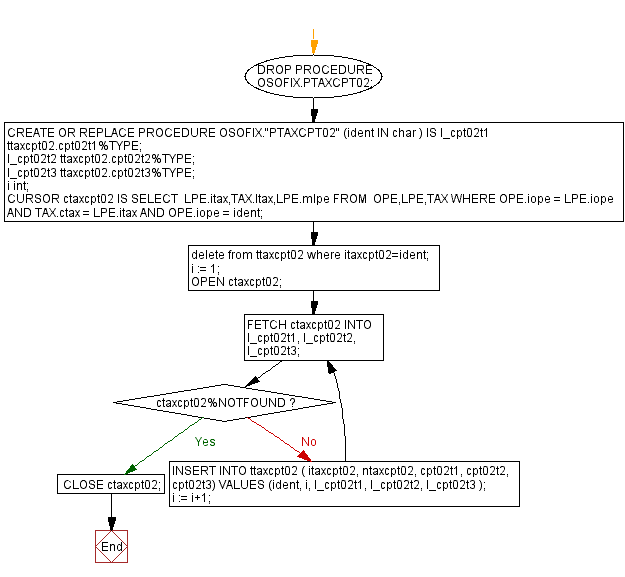 DROP PROCEDURE
OSOFIX.PTAXCPT02;
CREATE OR REPLACE PROCEDURE OSOFIX."PTAXCPT02" (ident IN char ) IS l_cpt02t1
ttaxcpt02.cpt02t1%TYPE;
l_cpt02t2 ttaxcpt02.cpt02t2%TYPE;
l_cpt02t3 ttaxcpt02.cpt02t3%TYPE;
i int;
CURSOR ctaxcpt02 IS SELECT LPE.itax,TAX.ltax,LPE.mlpe FROM OPE,LPE,TAX WHERE OPE.iope = LPE.iope
AND TAX.ctax = LPE.itax AND OPE.iope = ident;
delete from ttaxcpt02 where itaxcpt02=ident;
i := 1;
OPEN ctaxcpt02;
FETCH ctaxcpt02 INTO
l_cpt02t1, l_cpt02t2,
l_cpt02t3;
ctaxcpt02%NOTFOUND ?
Yes
No
CLOSE ctaxcpt02;
INSERT INTO ttaxcpt02 ( itaxcpt02, ntaxcpt02, cpt02t1, cpt02t2,
cpt02t3) VALUES (ident, i, l_cpt02t1, l_cpt02t2, l_cpt02t3 );
i := i+1;
End